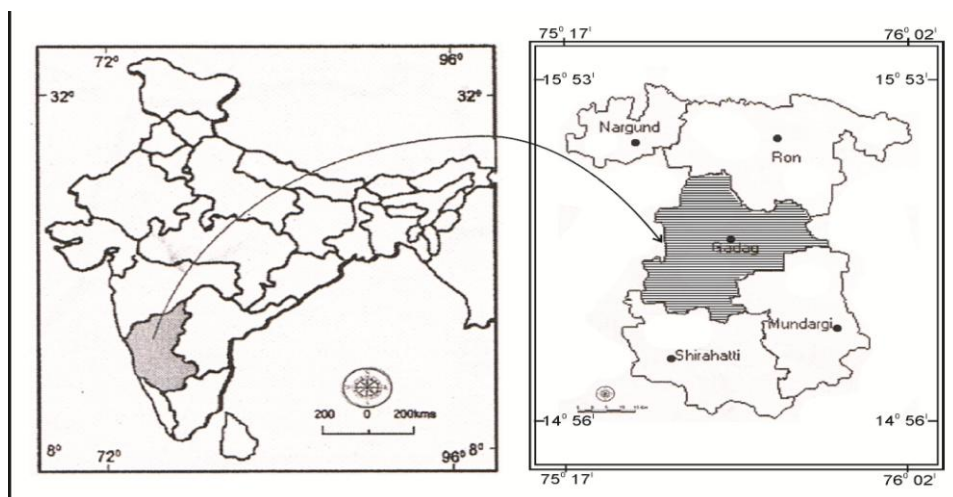 72° 96°
32° 32°
200 0 200kms
8° 8°
72° 96°
75° 17' 76° 02'
15° 53' 15° 53'
Nargund
Ron
Gadag
Mundargi
Shirahatti
14° 56' 14° 56'
75° 17' 76° 02'